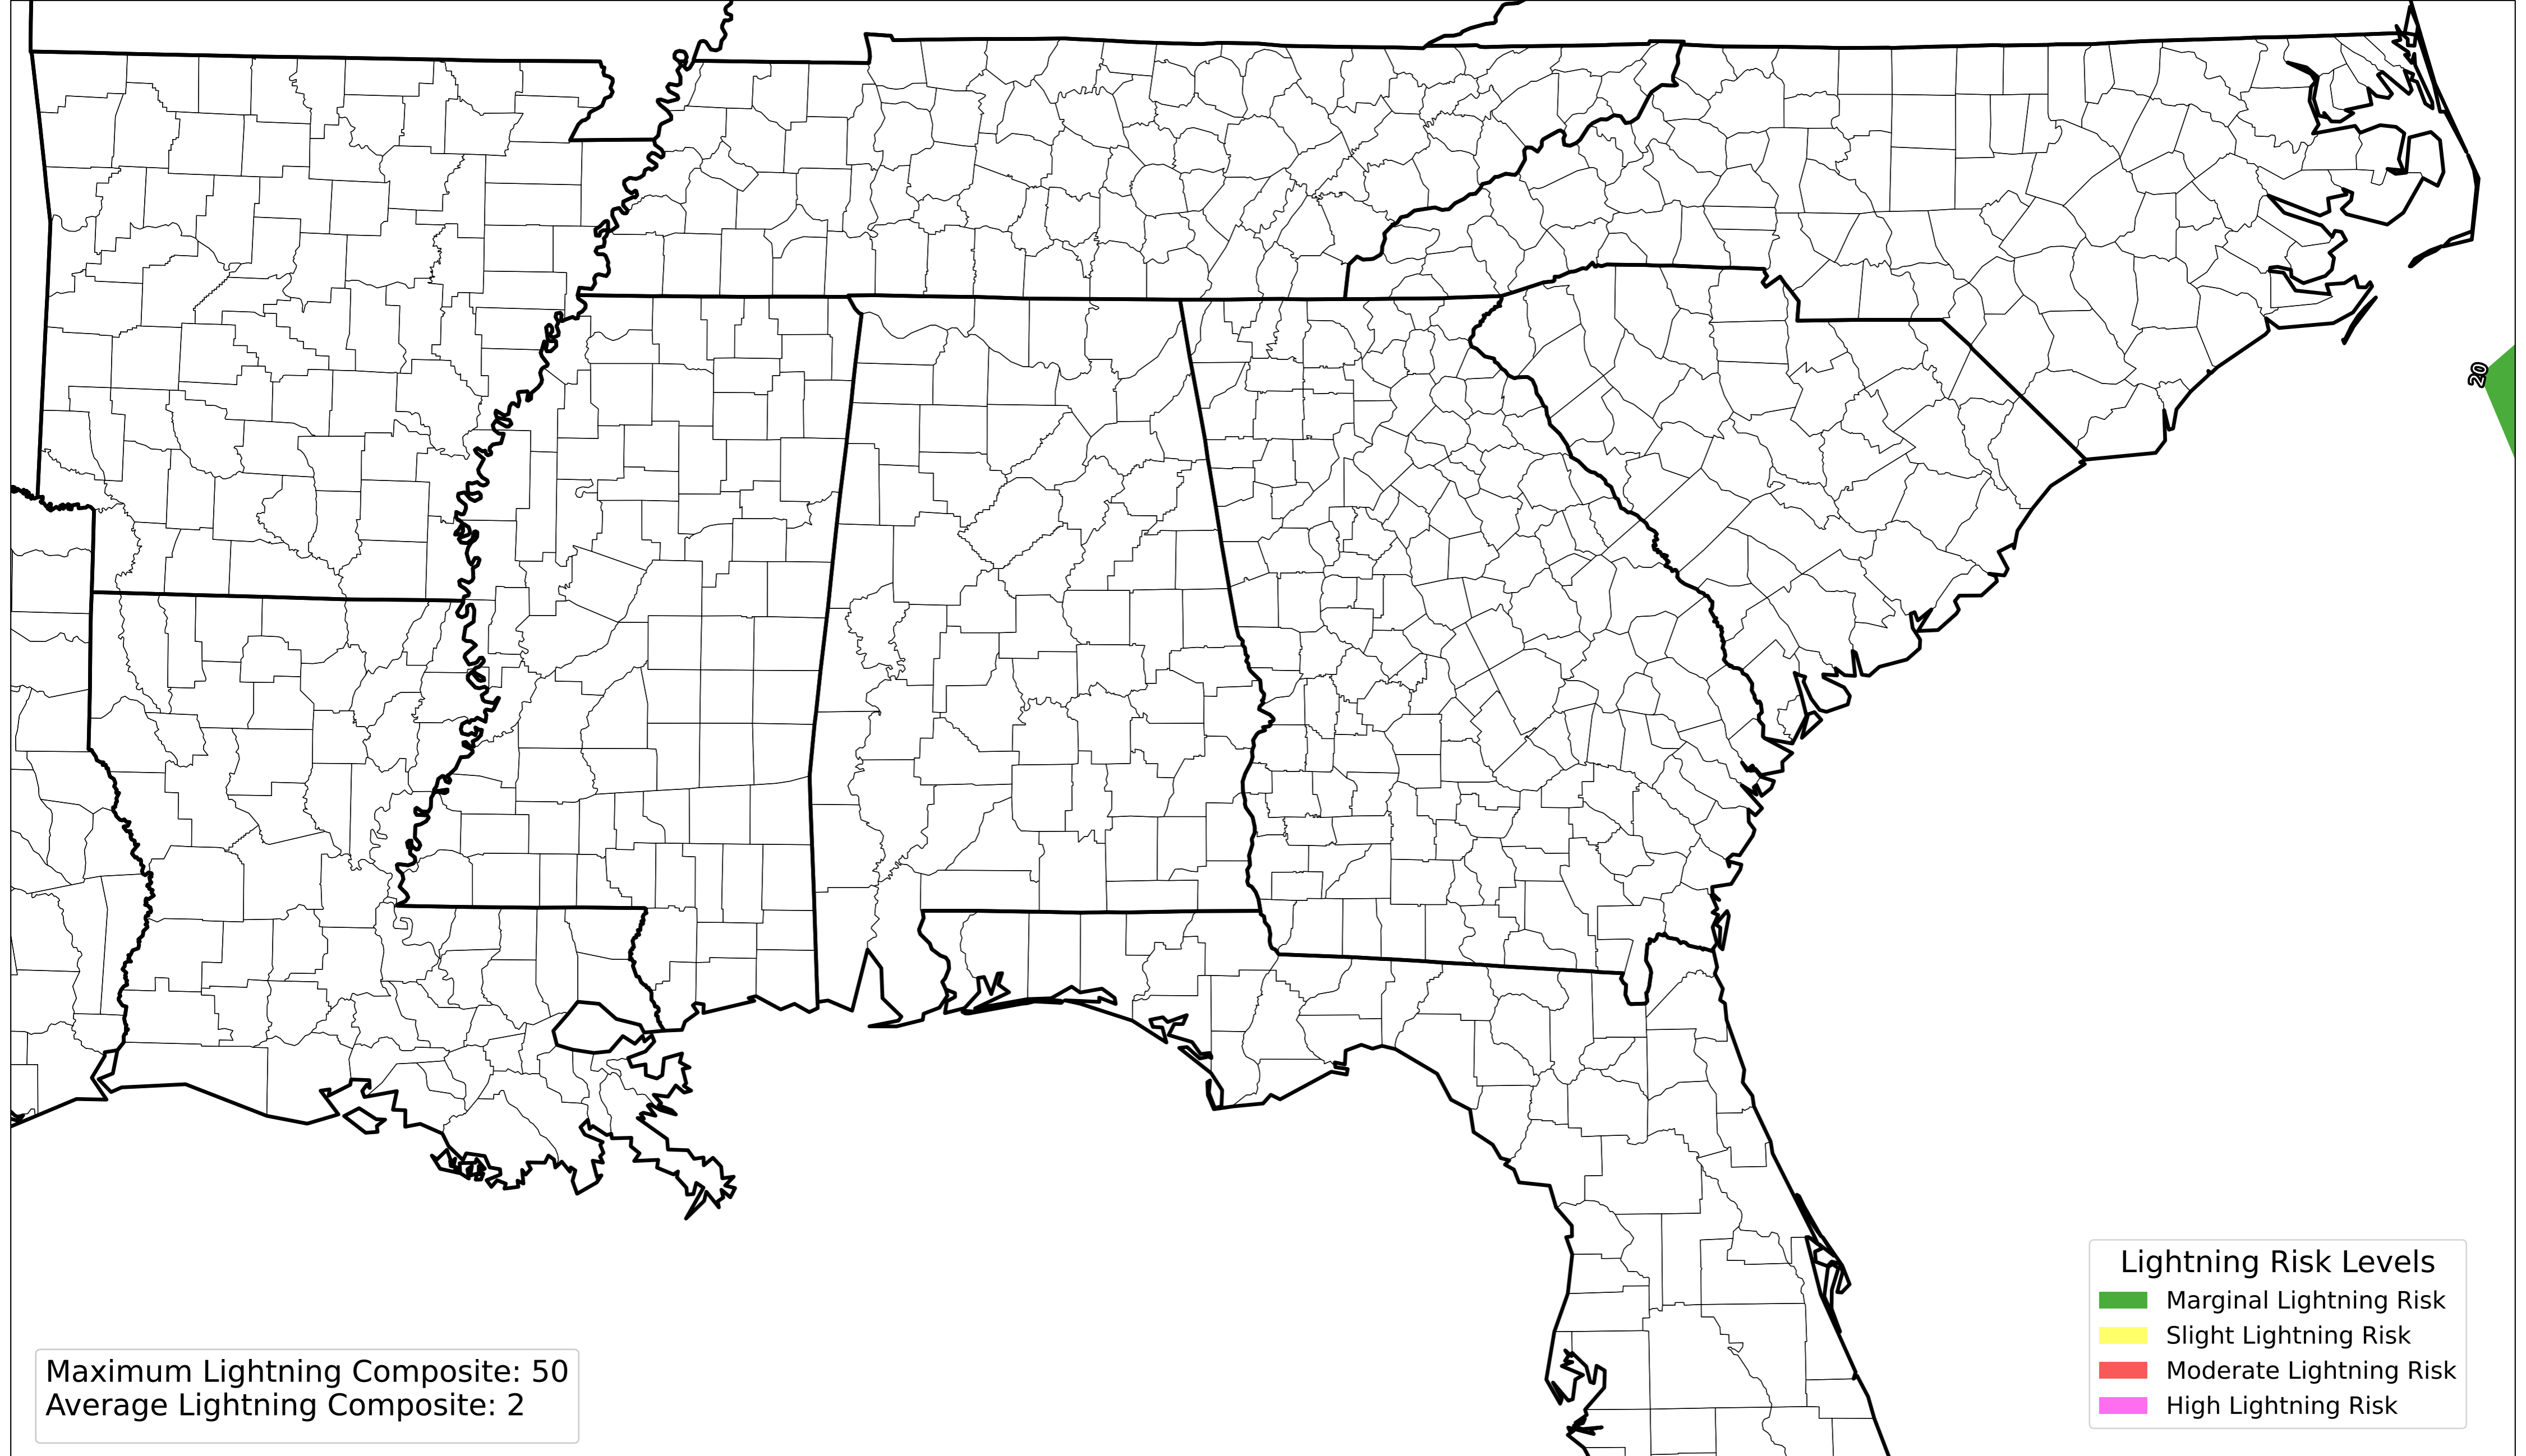 20
Lightning Risk Levels
Marginal Lightning Risk
Slight Lightning Risk
Moderate Lightning Risk
High Lightning Risk
Maximum Lightning Composite: 50
Average Lightning Composite: 2